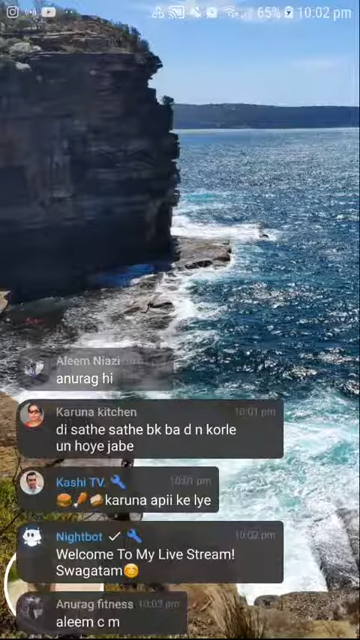 65% 10:02 pm
Afeem Niazi
anurag hi
Karuna kitchen 10:01 pm
di sathe sathe bk ba d n korle
un hoye jabe
Kashi TV. 🔧 10:01 pm
🍔🍗🥪karuna apii ke lye
Nightbot ✓ 🔧 10:02 pm
Welcome To My Live Stream!
Swagatam😊
Anurag fitness 10:03 pm
aleem c m